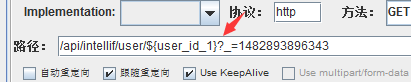 Implementation: 协议： http 方法： GET
路径： /api/intellif/user/${user_id_1}?_=1482893896343
自动重定向 跟随重定向 Use KeepAlive Use multipart/form-data